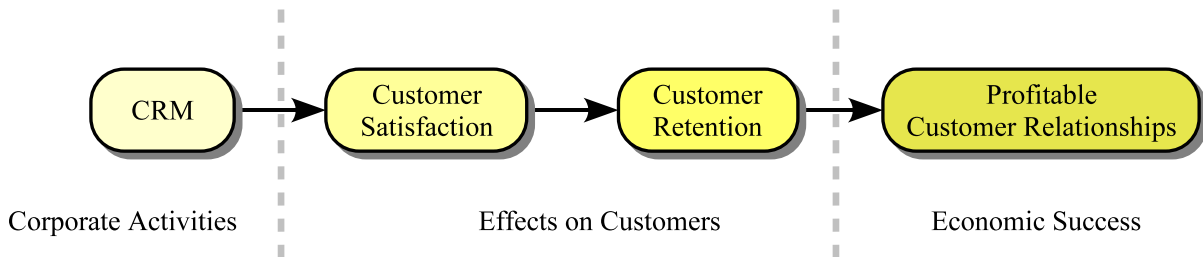 CRM
Customer
Satisfaction
Customer
Retention
Profitable
Customer Relationships
Corporate Activities
Effects on Customers
Economic Success